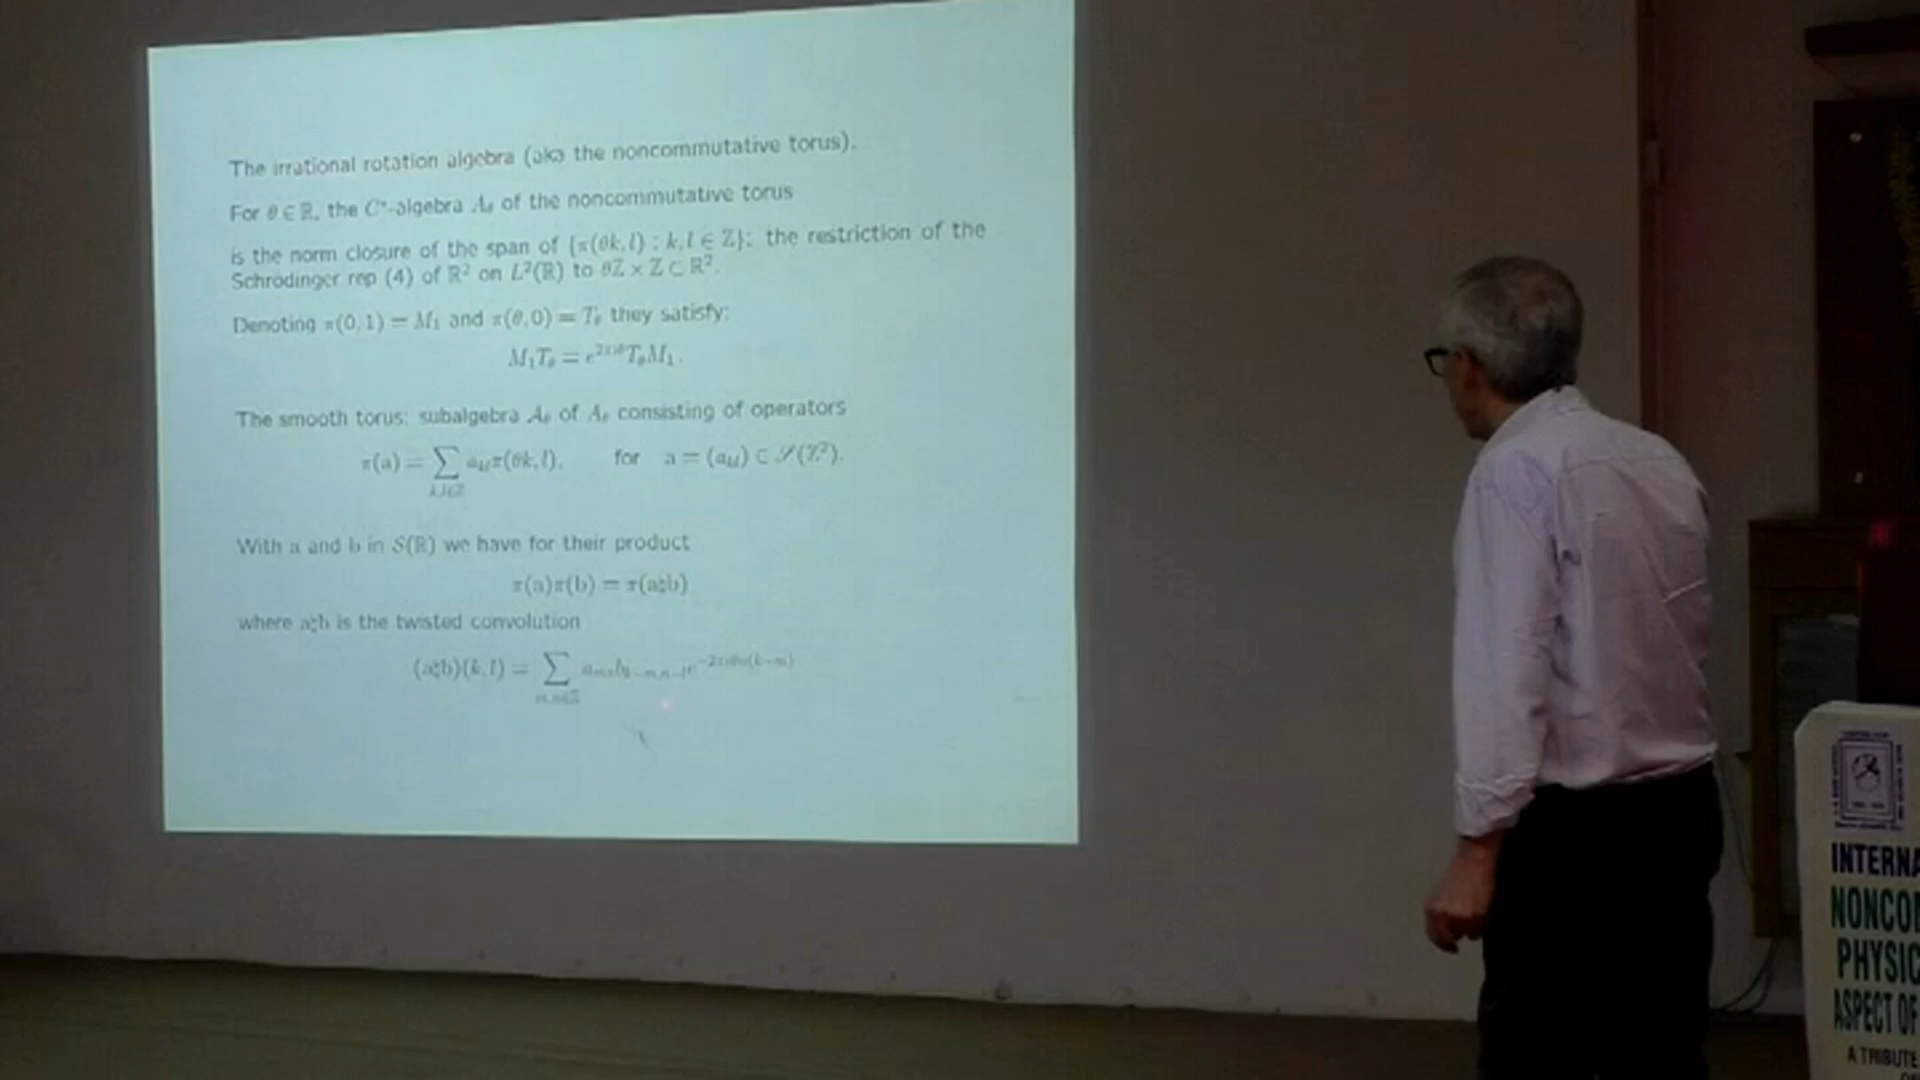 The irrational rotation algebra (aka the noncommutative torus).
For θ ∈ ℝ, the C*-algebra A_θ of the noncommutative torus
is the norm closure of the span of {π(θk, l) : k, l ∈ ℤ}: the restriction of the
Schrödinger rep (4) of ℝ² on L²(ℝ) to θℤ × ℤ ⊂ ℝ².
Denoting π(0, 1) = M₁ and π(θ, 0) = T_θ they satisfy:
M₁T_θ = e^{2πiθ}T_θM₁.
The smooth torus: subalgebra 𝒜_θ of A_θ consisting of operators
π(a) = ∑_{k,l∈ℤ} a_{kl}π(θk, l), for a = (a_{kl}) ∈ 𝒮(ℤ²).
With a and b in S(ℝ) we have for their product
π(a)π(b) = π(a♮b)
where a♮b is the twisted convolution
(a♮b)(k, l) = ∑_{m,n∈ℤ}
INTERNA
NONCO
PHYSIC
ASPECT OF
A TRIBUTE